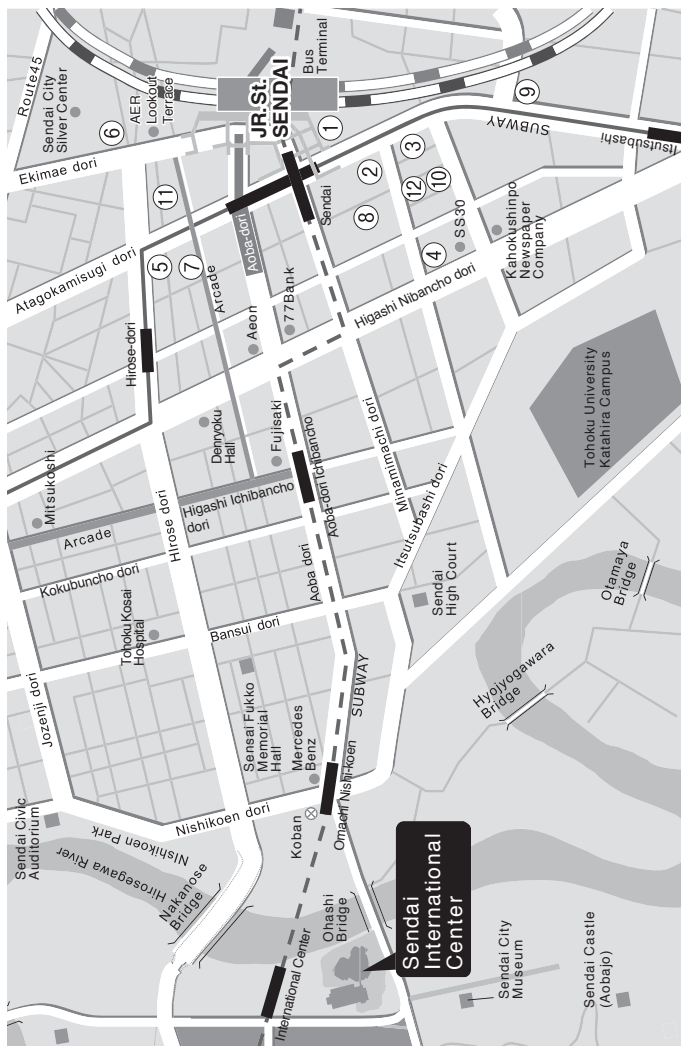 Route45
Sendai City
Silver Center
AER
Lookout
Terrace
Bus
Terminal
JR.St.
SENDAI
⑥
①
⑨
SUBWAY
Itsutsubashi
Ekimae dori
⑪
②
③
⑫
⑩
⑧
Sendai
④
SS30
Kahokushinpo
Newspaper
Company
Atagokamisugi dori
⑤
⑦
Arcade
Aoba-dori
Aeon
77Bank
Higashi Nibancho dori
Hirose-dori
Denryoku
Hall
Fujisaki
Tohoku University
Katahira Campus
Mitsukoshi
Arcade
Higashi Ichibancho
dori
Aoba-dori Ichibancho
Minamimachi dori
Itsutsubashi dori
HIrose dori
Kokubuncho dori
Aoba dori
Tohoku Kosai
Hospital
Bansui dori
Sendai
High Court
Otamaya
Bridge
Jozenji dori
Sensai Fukko
Memorial
Hall
Mercedes
Benz
SUBWAY
Hyojyogawara
Bridge
Sendai Civic
Auditorium
Nishikoen Park
Hirosegawa River
Nishikoen dori
Koban
Omachi Nishi-koen
Nakanose
Bridge
Ohashi
Bridge
Sendai
International
Center
International Center
Sendai City
Museum
Sendai Castle
(Aobajo)